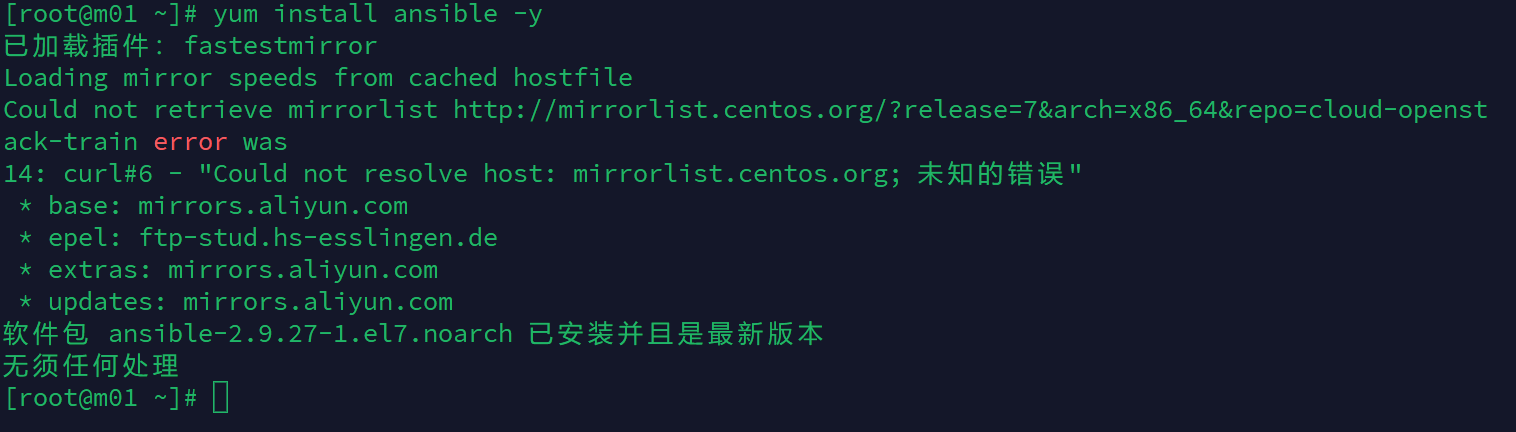 [root@m01 ~]# yum install ansible -y
已加载插件：fastestmirror
Loading mirror speeds from cached hostfile
Could not retrieve mirrorlist http://mirrorlist.centos.org/?release=7&arch=x86_64&repo=cloud-openst
ack-train error was
14: curl#6 - "Could not resolve host: mirrorlist.centos.org; 未知的错误"
 * base: mirrors.aliyun.com
 * epel: ftp-stud.hs-esslingen.de
 * extras: mirrors.aliyun.com
 * updates: mirrors.aliyun.com
软件包 ansible-2.9.27-1.el7.noarch 已安装并且是最新版本
无须任何处理
[root@m01 ~]#